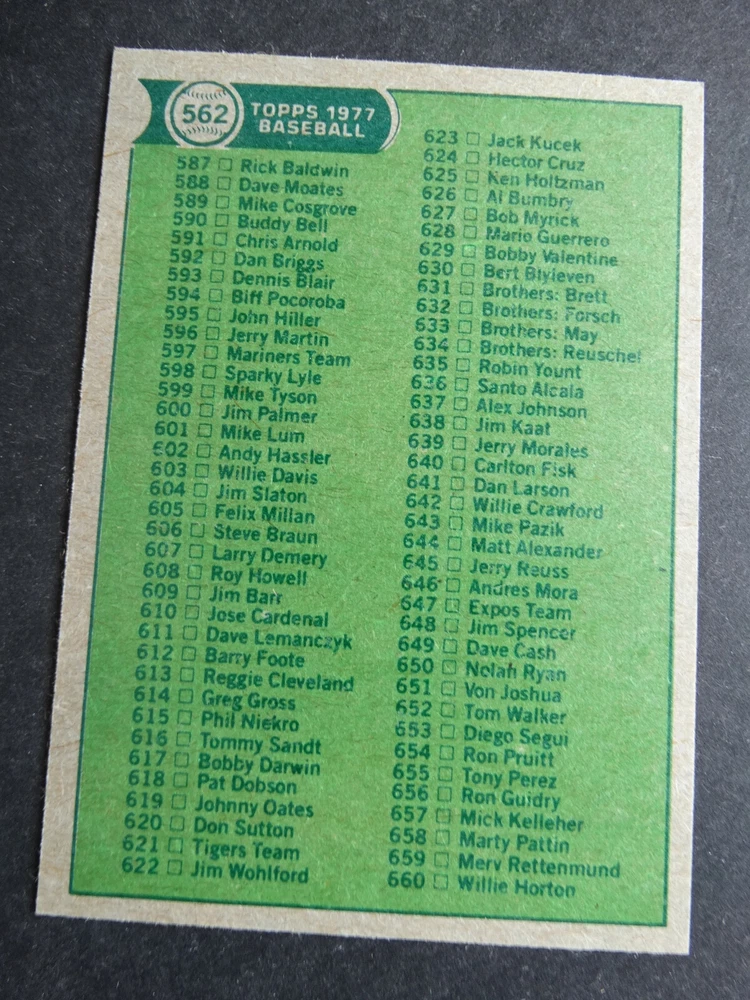 562
TOPPS 1977
BASEBALL
587 Rick Baldwin
588 Dave Moates
589 Mike Cosgrove
590 Buddy Bell
591 Chris Arnold
592 Dan Briggs
593 Dennis Blair
594 Biff Pocoroba
595 John Hiller
596 Jerry Martin
597 Mariners Team
598 Sparky Lyle
599 Mike Tyson
600 Jim Palmer
601 Mike Lum
602 Andy Hassler
603 Willie Davis
604 Jim Slaton
605 Felix Millan
606 Steve Braun
607 Larry Demery
608 Roy Howell
609 Jim Barr
610 Jose Cardenal
611 Dave Lemanczyk
612 Barry Foote
613 Reggie Cleveland
614 Greg Gross
615 Phil Niekro
616 Tommy Sandt
617 Bobby Darwin
618 Pat Dobson
619 Johnny Oates
620 Don Sutton
621 Tigers Team
622 Jim Wohlford
623 Jack Kucek
624 Hector Cruz
625 Ken Holtzman
626 Al Bumbry
627 Bob Myrick
628 Mario Guerrero
629 Bobby Valentine
630 Bert Blyleven
631 Brothers: Brett
632 Brothers: Forsch
633 Brothers: May
634 Brothers: Reuschel
635 Robin Yount
636 Santo Alcala
637 Alex Johnson
638 Jim Kaat
639 Jerry Morales
640 Carlton Fisk
641 Dan Larson
642 Willie Crawford
643 Mike Pazik
644 Matt Alexander
645 Jerry Reuss
646 Andres Mora
647 Expos Team
648 Jim Spencer
649 Dave Cash
650 Nolan Ryan
651 Von Joshua
652 Tom Walker
653 Diego Segui
654 Ron Pruitt
655 Tony Perez
656 Ron Guidry
657 Mick Kelleher
658 Marty Pattin
659 Merv Rettenmund
660 Willie Horton